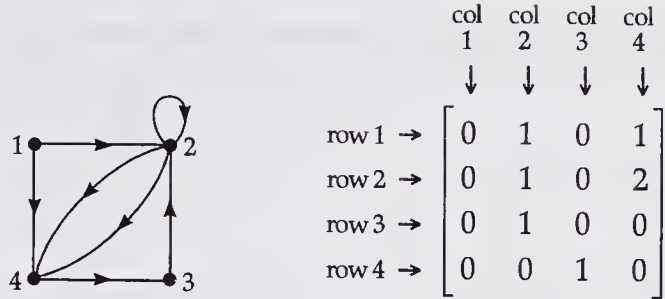 col col col col
1 2 3 4
↓ ↓ ↓ ↓
1 2
4 3
row 1 → 0 1 0 1
row 2 → 0 1 0 2
row 3 → 0 1 0 0
row 4 → 0 0 1 0